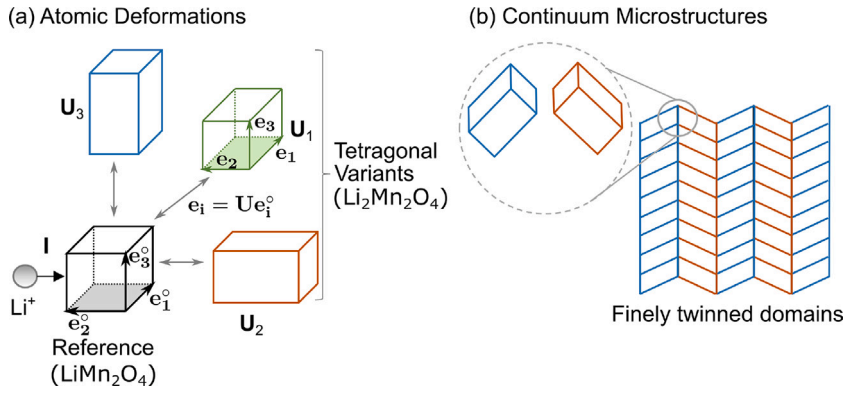 (a) Atomic Deformations
(b) Continuum Microstructures
U₃
e₃
U₁
e₂
e₁
Tetragonal
Variants
(Li₂Mn₂O₄)
eᵢ = Ueᵢ°
I
e₃°
Li⁺
e₁°
e₂°
U₂
Reference
(LiMn₂O₄)
Finely twinned domains